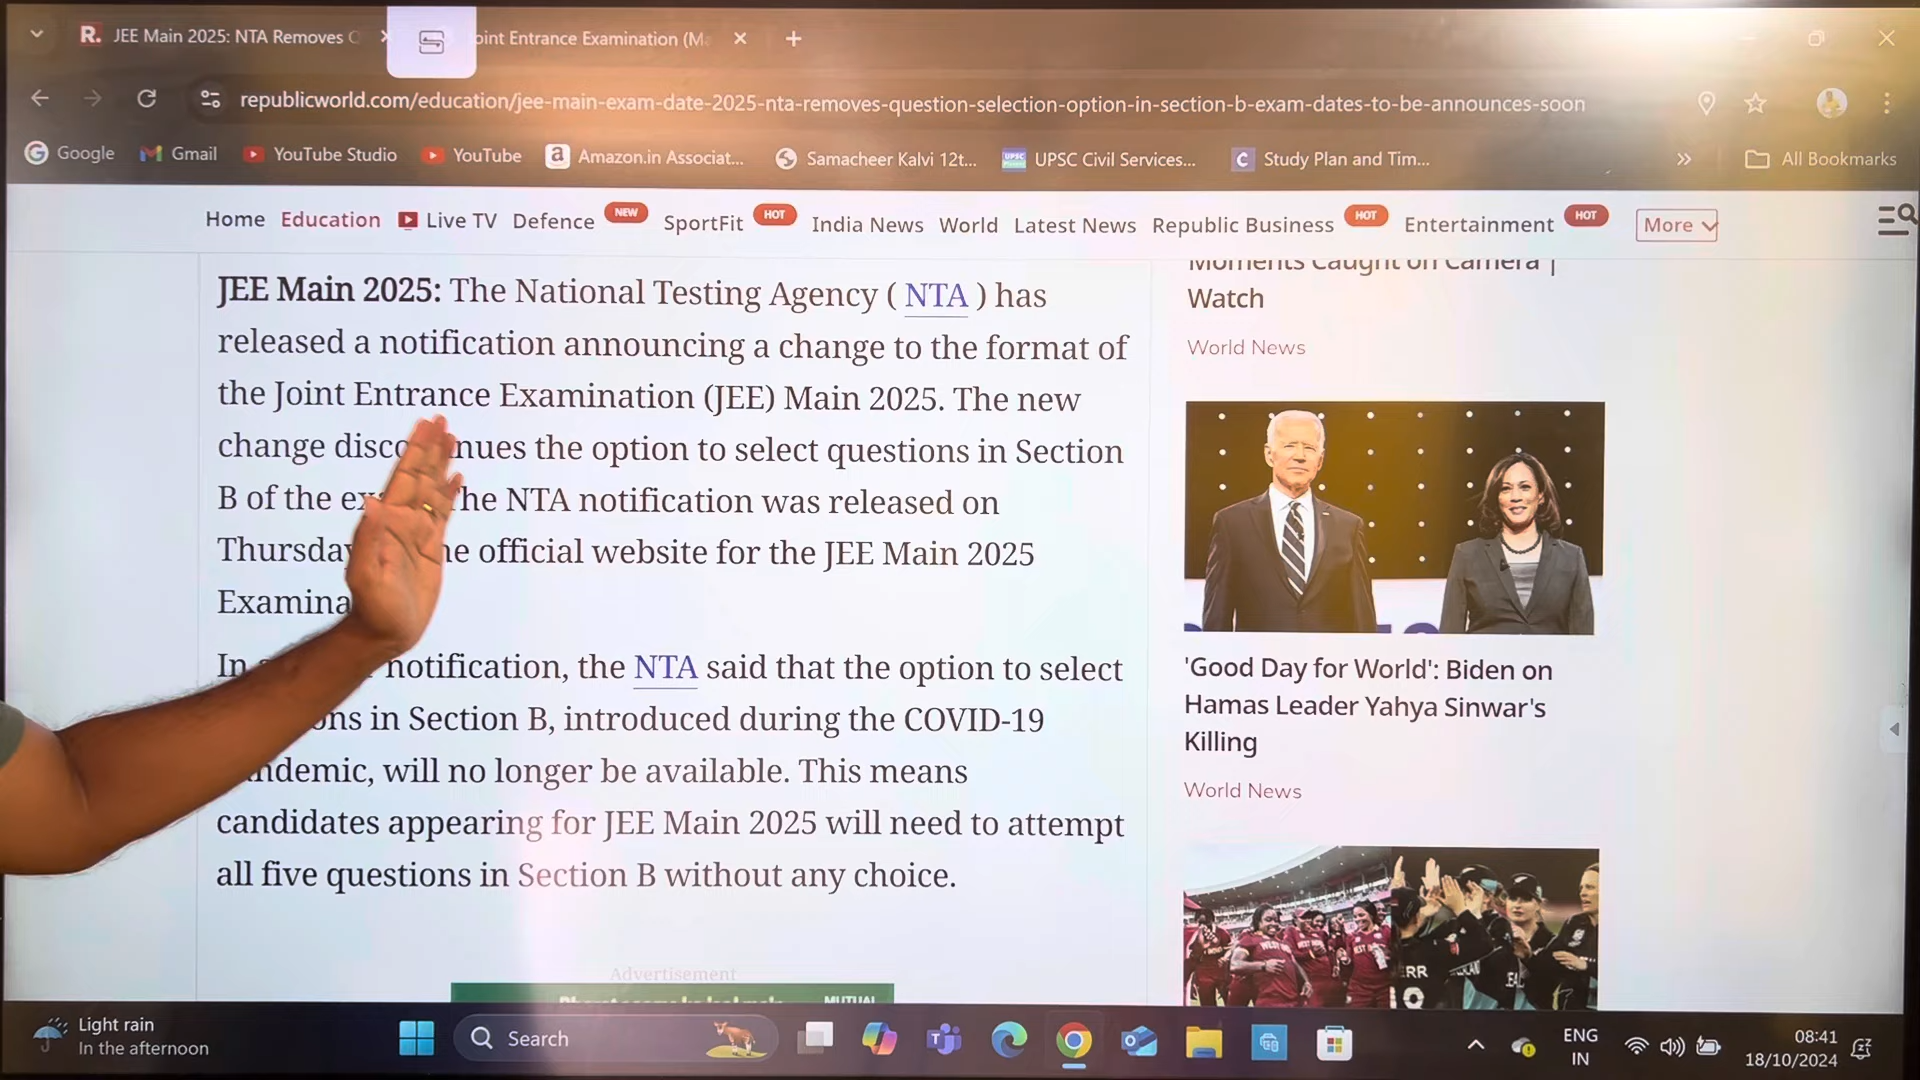 JEE Main 2025: NTA Removes
oint Entrance Examination (M
republicworld.com/education/jee-main-exam-date-2025-nta-removes-question-selection-option-in-section-b-exam-dates-to-be-announces-soon
Google Gmail YouTube Studio YouTube Amazon.in Associat... Samacheer Kalvi 12t... UPSC Civil Services... Study Plan and Tim... All Bookmarks
Home Education Live TV Defence NEW SportFit HOT India News World Latest News Republic Business HOT Entertainment HOT More
JEE Main 2025: The National Testing Agency ( NTA ) has
released a notification announcing a change to the format of
the Joint Entrance Examination (JEE) Main 2025. The new
change disco nues the option to select questions in Section
B of the ex he NTA notification was released on
Thursday e official website for the JEE Main 2025
Examina
In notification, the NTA said that the option to select
ns in Section B, introduced during the COVID-19
ndemic, will no longer be available. This means
candidates appearing for JEE Main 2025 will need to attempt
all five questions in Section B without any choice.
Advertisement
MUTUAL
Moments Caught on Camera |
Watch
World News
'Good Day for World': Biden on
Hamas Leader Yahya Sinwar's
Killing
World News
Light rain
In the afternoon
Search
ENG
IN
08:41
18/10/2024